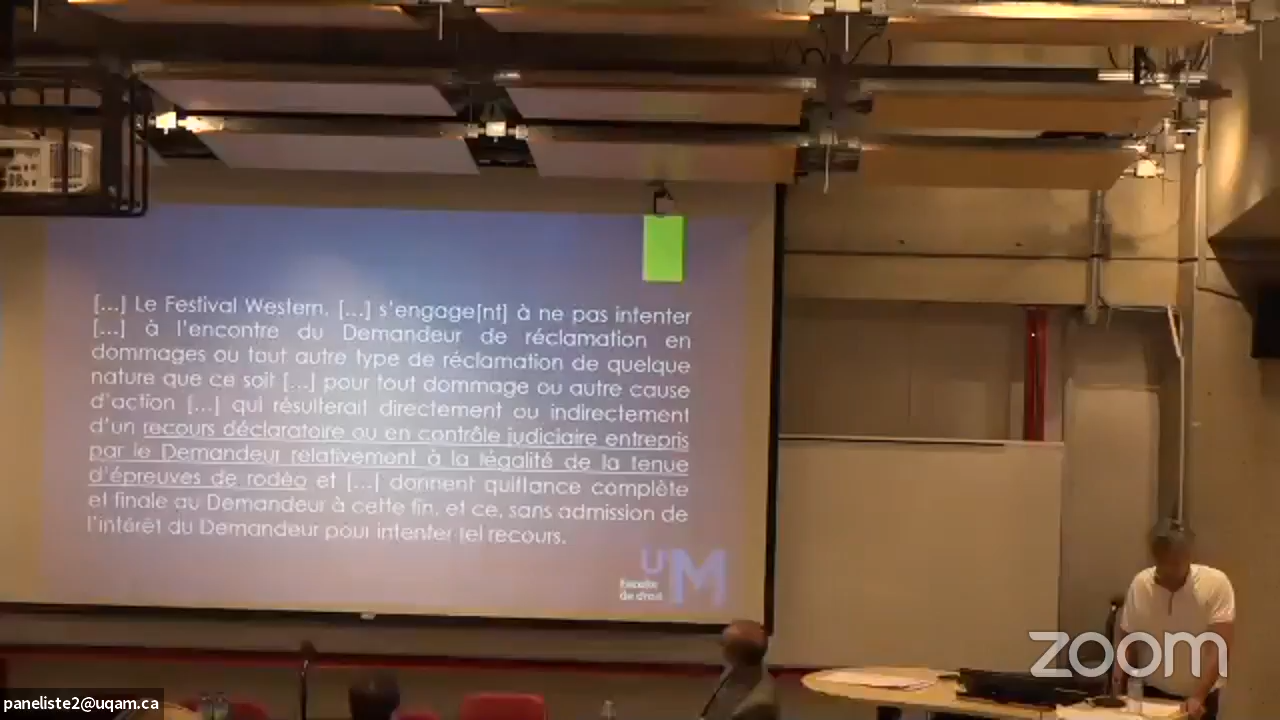 [...] Le Festival Western, [...] s'engage[nt] à ne pas intenter
[...] à l'encontre du Demandeur de réclamation en
dommages ou tout autre type de réclamation de quelque
nature que ce soit [...] pour tout dommage ou autre cause
d'action [...] qui résulterait directement ou indirectement
d'un recours déclaratoire ou en contrôle judiciaire entrepris
par le Demandeur relativement à la légalité de la tenue
d'épreuves de rodéo et [...] donnent quittance complète
et finale au Demandeur à cette fin, et ce, sans admission de
l'intérêt du Demandeur pour intenter tel recours.
UM
Faculté
de droit
zoom
paneliste2@uqam.ca